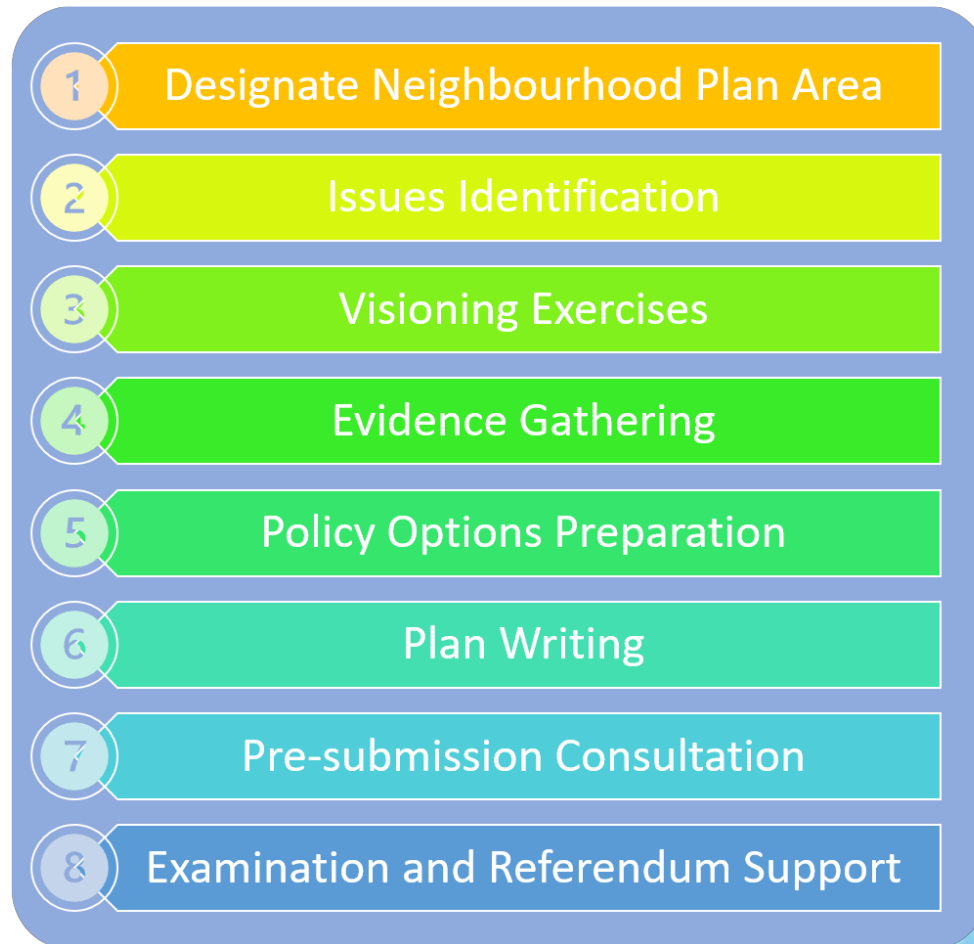 1 Designate Neighbourhood Plan Area
2 Issues Identification
3 Visioning Exercises
4 Evidence Gathering
5 Policy Options Preparation
6 Plan Writing
7 Pre-submission Consultation
8 Examination and Referendum Support